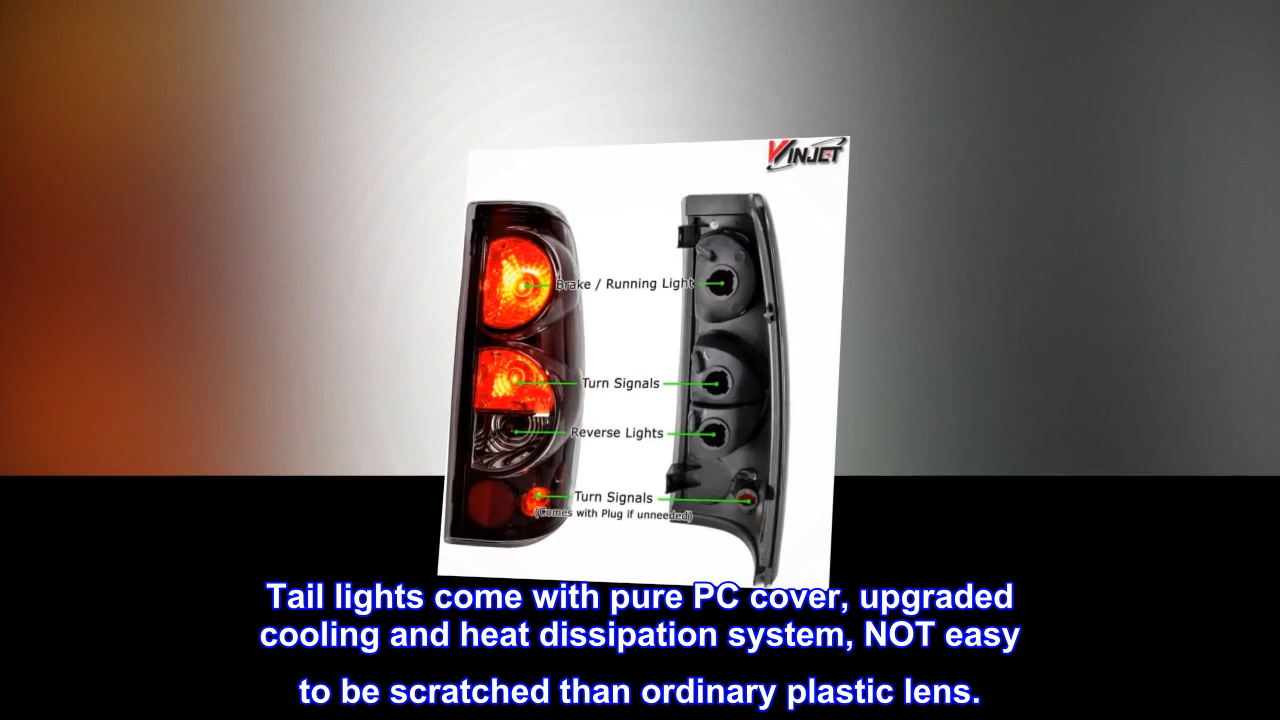 WINJET
Brake / Running Light
Turn Signals
Reverse Lights
Turn Signals
(Comes with Plug if unneeded)
Tail lights come with pure PC cover, upgraded
cooling and heat dissipation system, NOT easy
to be scratched than ordinary plastic lens.